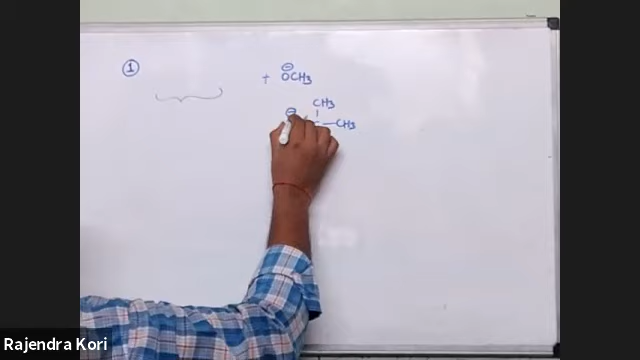 ① + ⊖OCH3
⊖
CH3
-CH3
Rajendra Kori